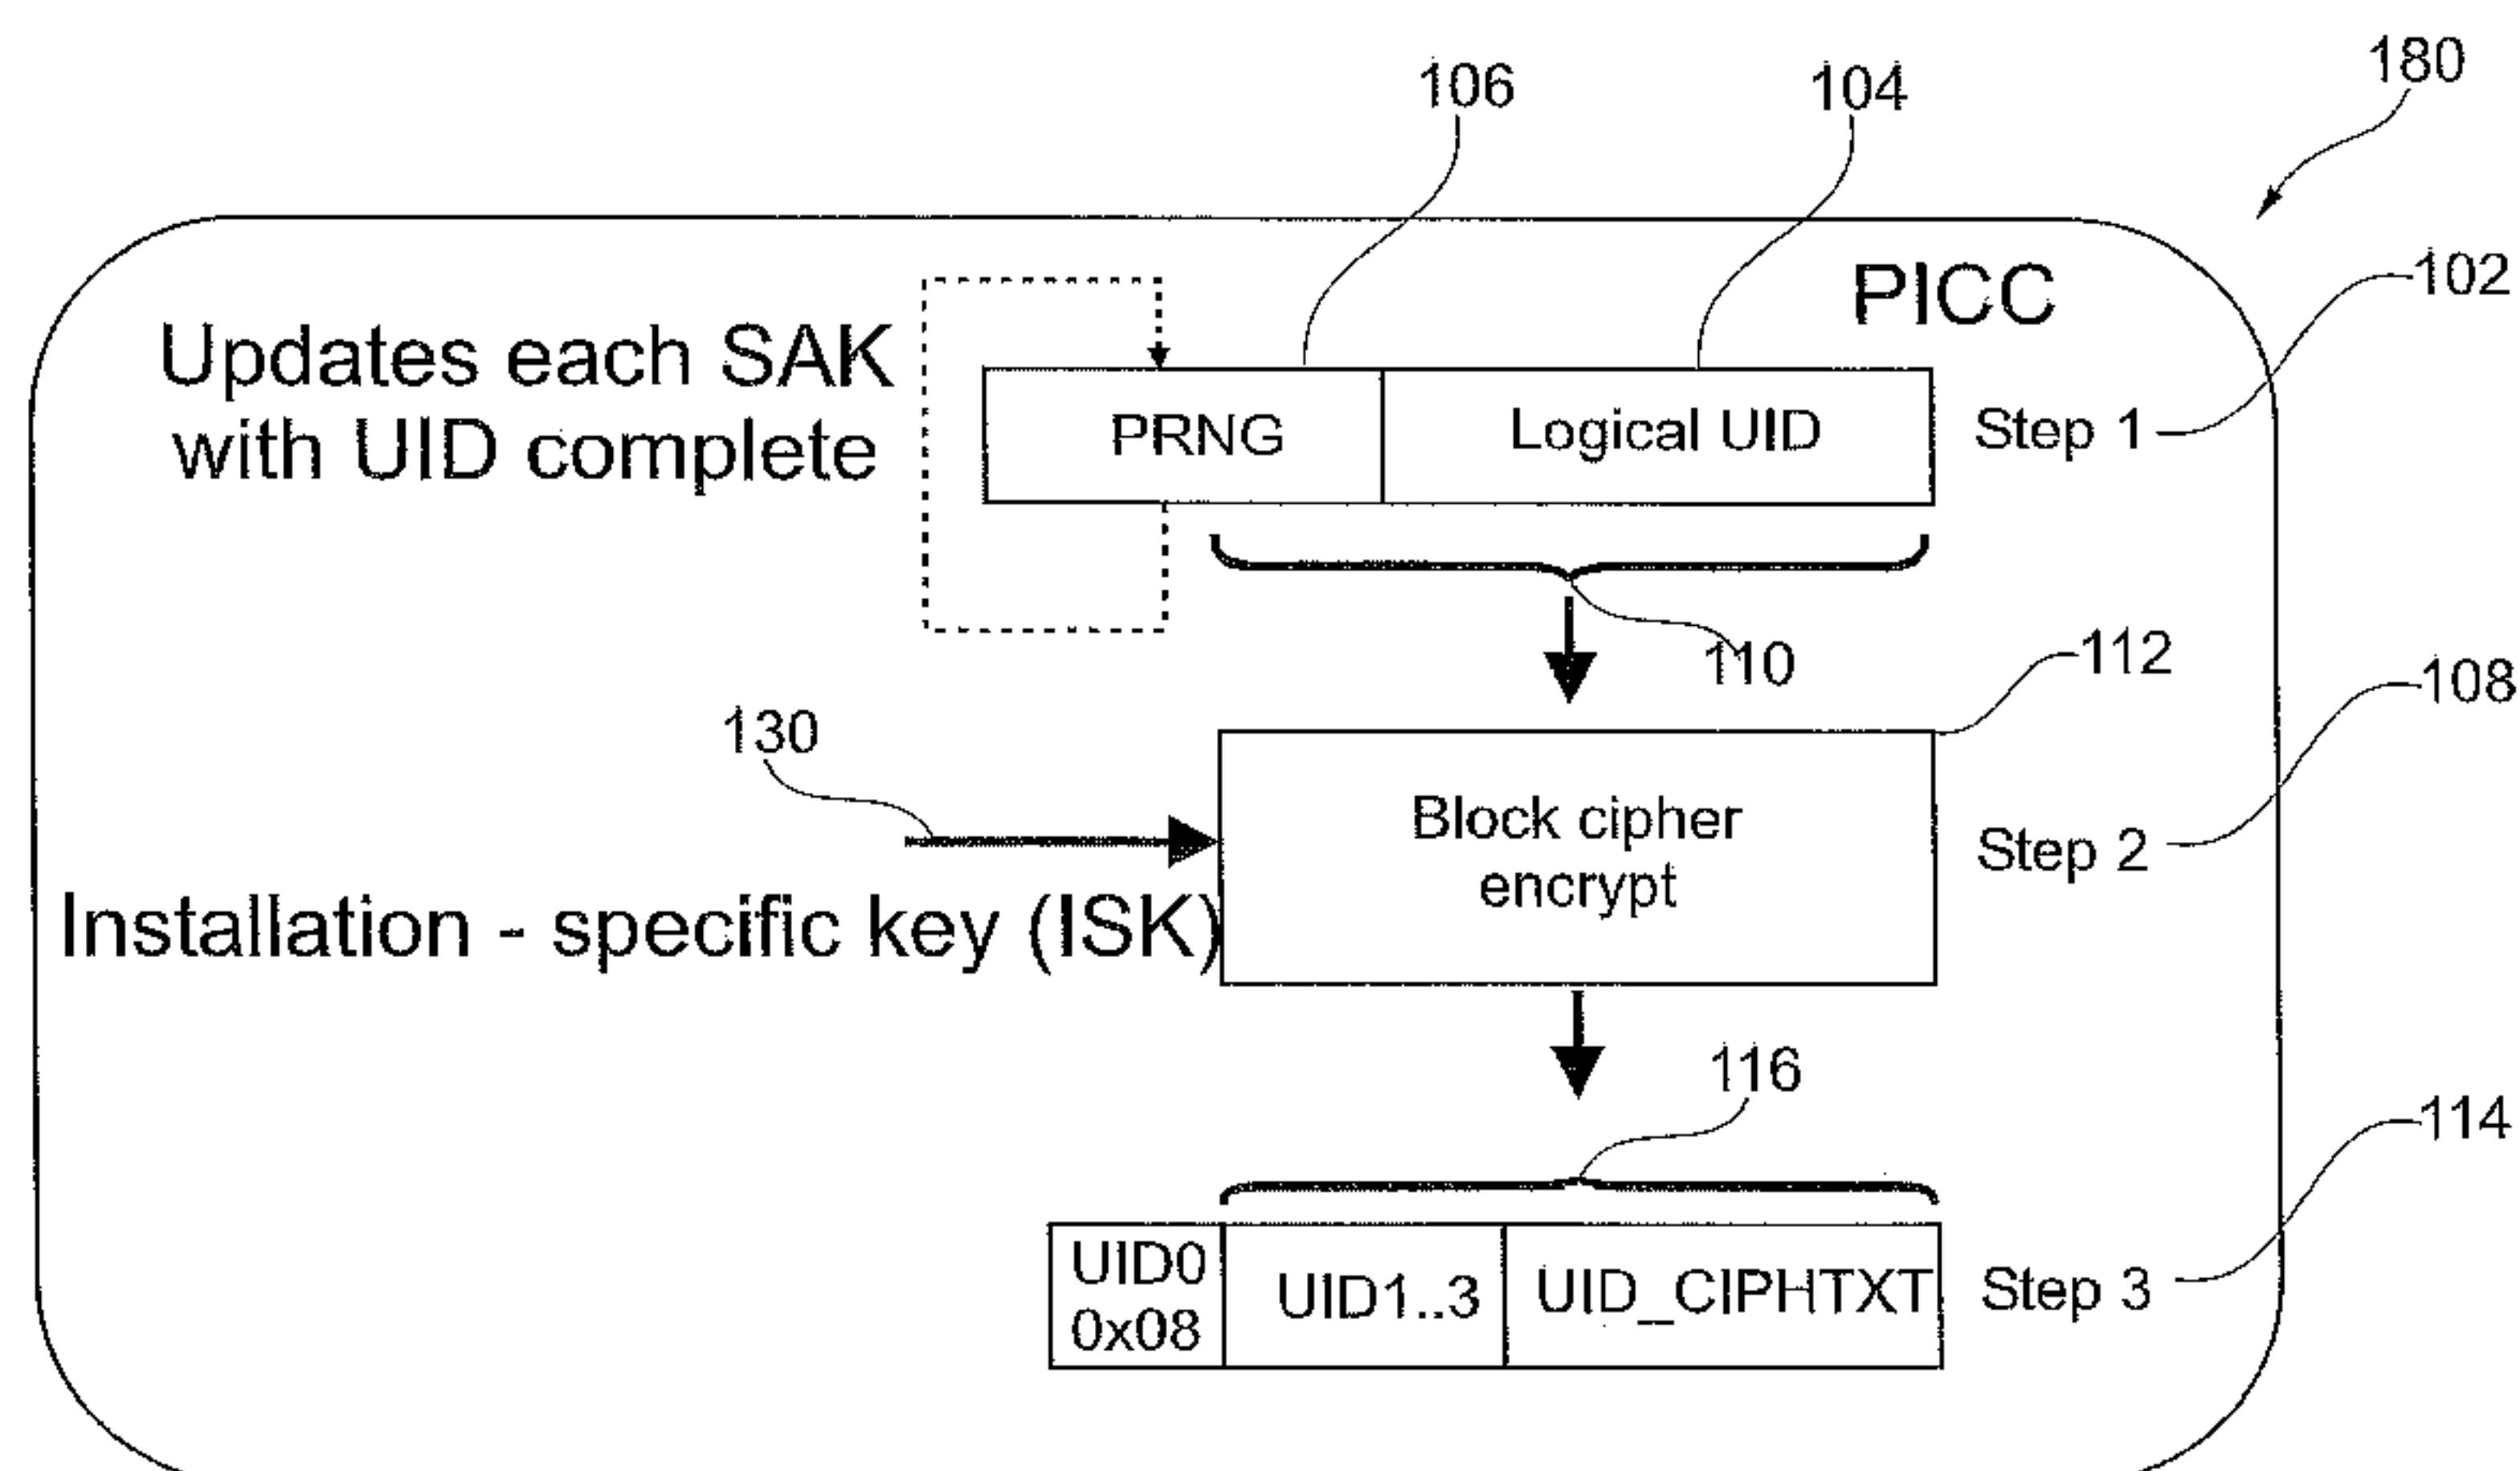 180
106
104
102
PICC
Updates each SAK
with UID complete
PRNG
Logical UID
Step 1
110
112
108
130
Block cipher
encrypt
Step 2
Installation - specific key (ISK)
116
114
UID0
0x08
UID1..3
UID_CIPHTXT
Step 3